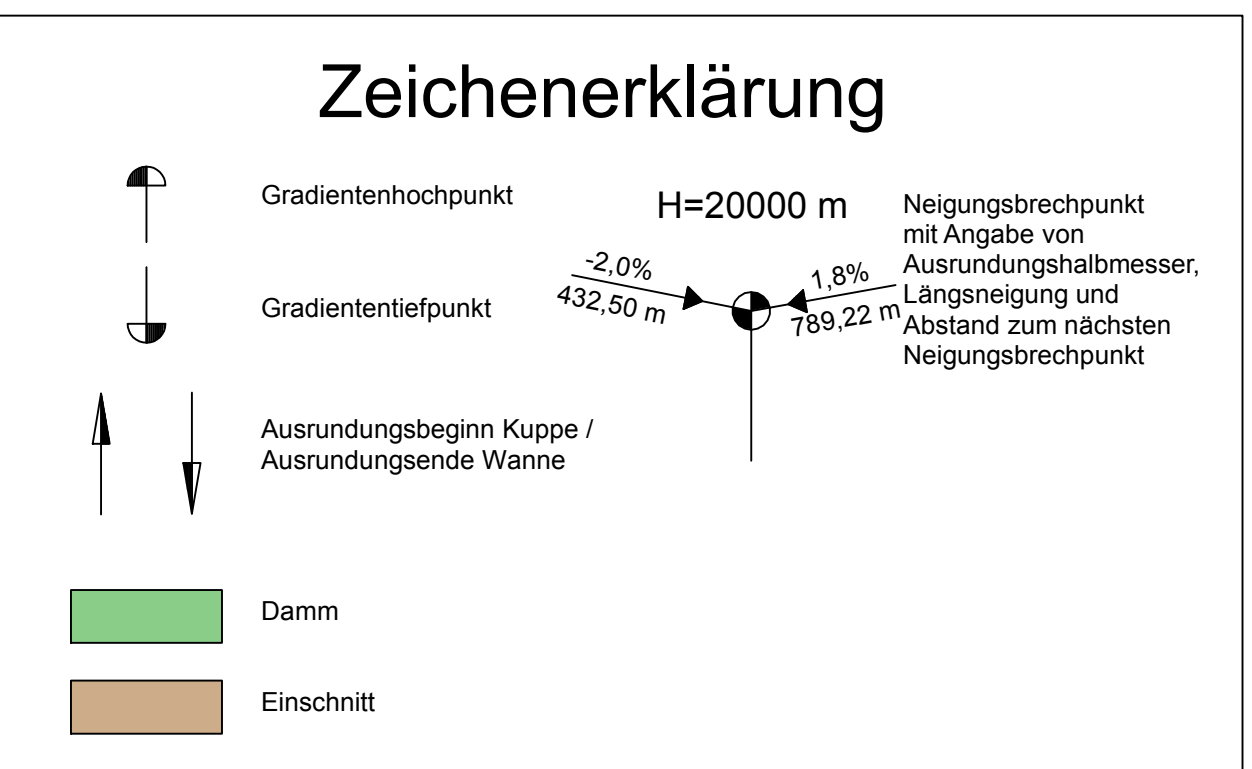 Zeichenerklärung
Gradientenhochpunkt
Gradiententiefpunkt
Ausrundungsbeginn Kuppe /
Ausrundungsende Wanne
Damm
Einschnitt
H=20000 m
-2,0%
432,50 m
1,8%
789,22 m
Neigungsbrechpunkt
mit Angabe von
Ausrundungshalbmesser,
Längsneigung und
Abstand zum nächsten
Neigungsbrechpunkt